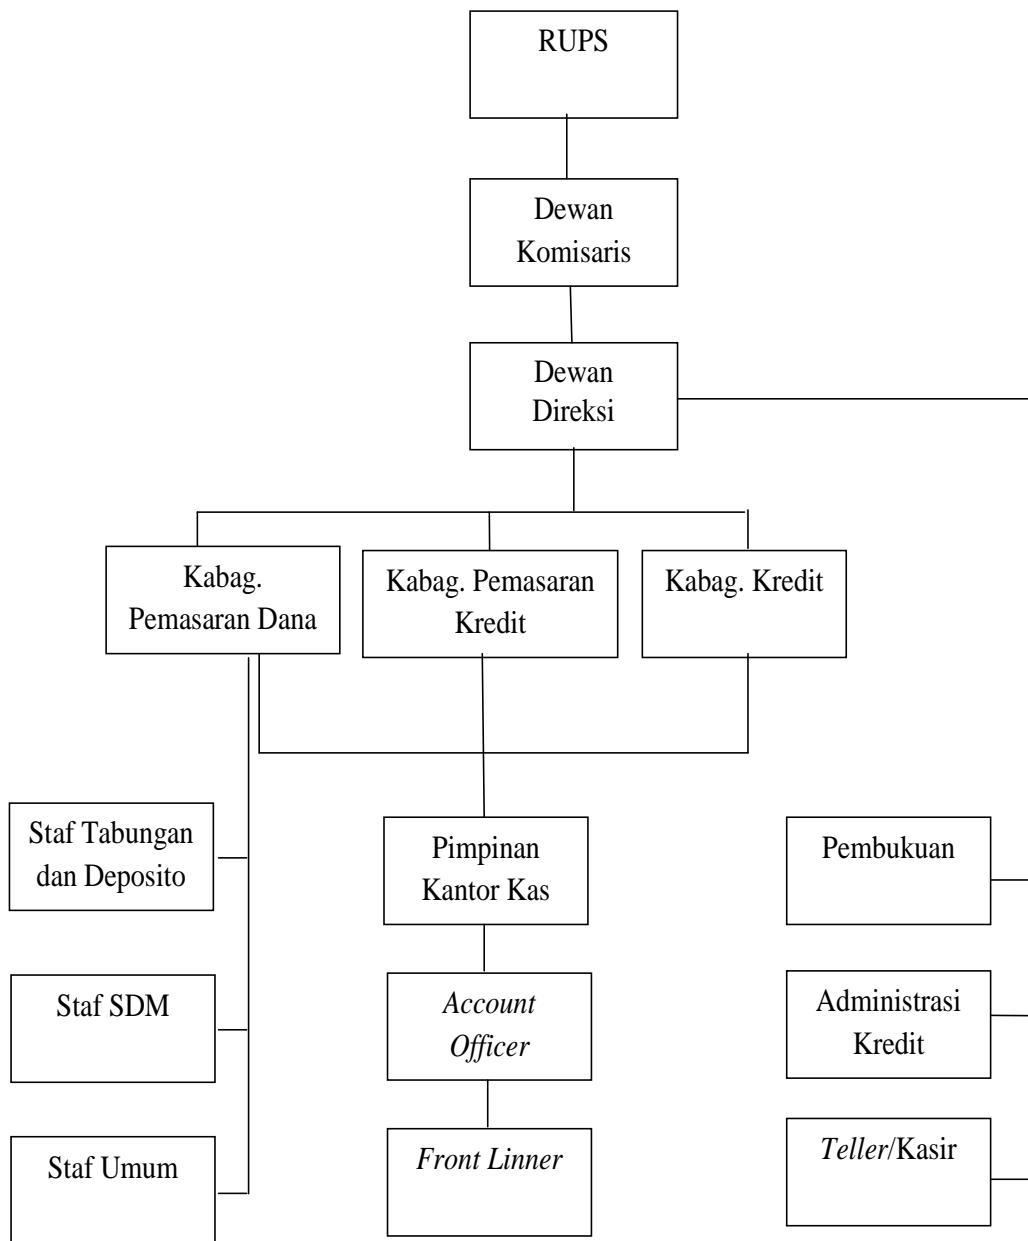 RUPS
Dewan
Komisaris
Dewan
Direksi
Kabag.
Pemasaran Dana
Kabag. Pemasaran
Kredit
Kabag. Kredit
Staf Tabungan
dan Deposito
Pimpinan
Kantor Kas
Pembukuan
Staf SDM
Account
Officer
Administrasi
Kredit
Staf Umum
Front Linner
Teller/Kasir